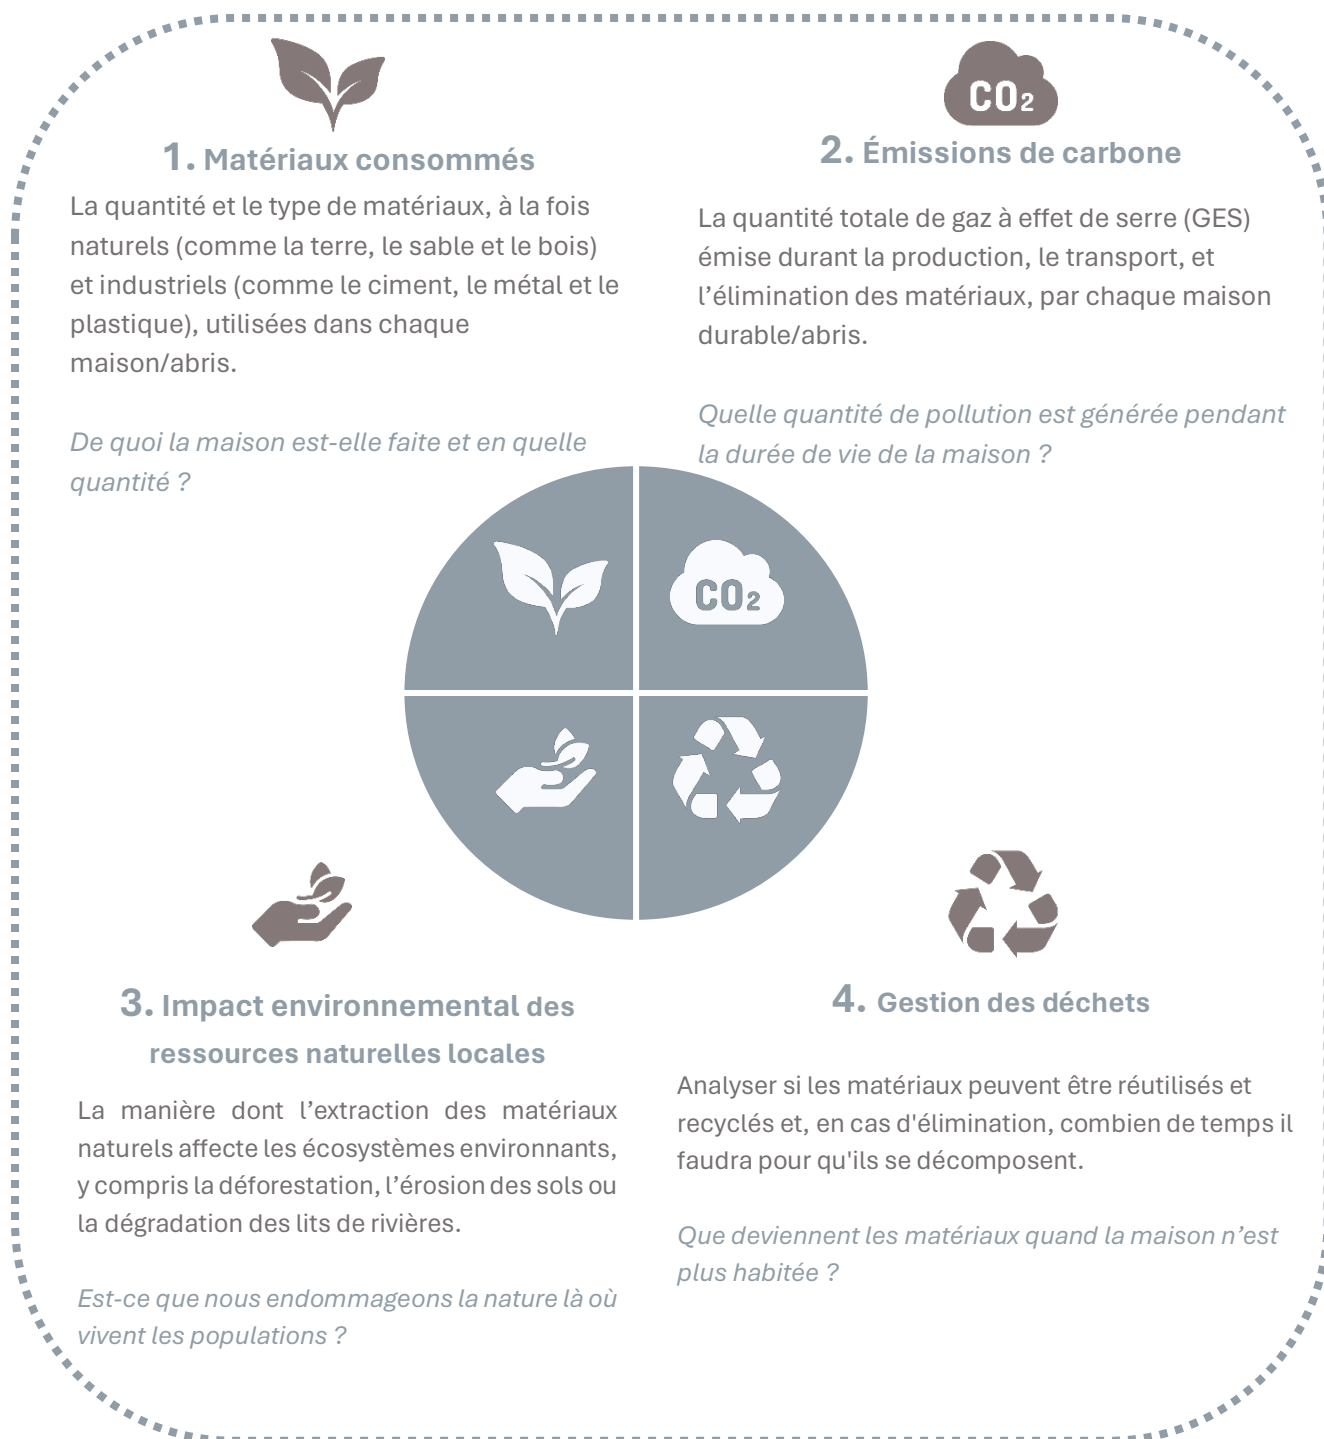 CO₂
1. Matériaux consommés
La quantité et le type de matériaux, à la fois
naturels (comme la terre, le sable et le bois)
et industriels (comme le ciment, le métal et le
plastique), utilisées dans chaque
maison/abris.
De quoi la maison est-elle faite et en quelle
quantité ?
2. Émissions de carbone
La quantité totale de gaz à effet de serre (GES)
émise durant la production, le transport, et
l’élimination des matériaux, par chaque maison
durable/abris.
Quelle quantité de pollution est générée pendant
la durée de vie de la maison ?
CO₂
3. Impact environnemental des
ressources naturelles locales
La manière dont l’extraction des matériaux
naturels affecte les écosystèmes environnants,
y compris la déforestation, l’érosion des sols ou
la dégradation des lits de rivières.
Est-ce que nous endommageons la nature là où
vivent les populations ?
4. Gestion des déchets
Analyser si les matériaux peuvent être réutilisés et
recyclés et, en cas d'élimination, combien de temps il
faudra pour qu'ils se décomposent.
Que deviennent les matériaux quand la maison n’est
plus habitée ?